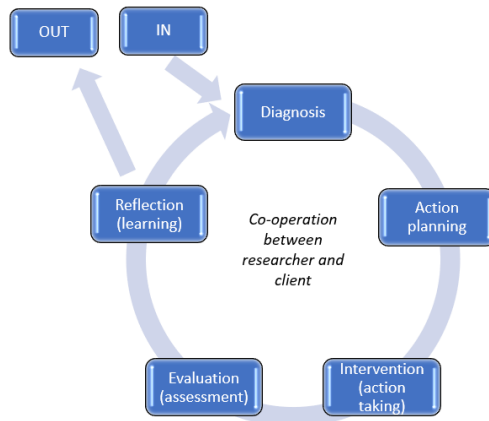 OUT
IN
Diagnosis
Action
planning
Intervention
(action
taking)
Evaluation
(assessment)
Reflection
(learning)
Co-operation
between
researcher and
client